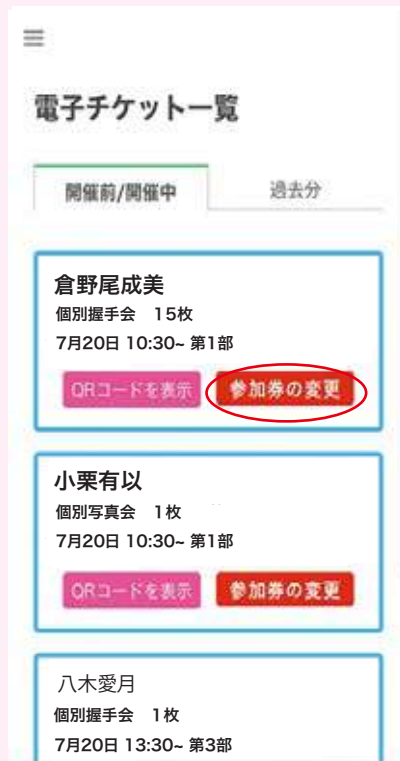 電子チケット一覧
開催前/開催中
過去分
倉野尾成美
個別握手会　15枚
7月20日 10:30~ 第1部
QRコードを表示
参加券の変更
小栗有以
個別写真会　1枚
7月20日 10:30~ 第1部
QRコードを表示
参加券の変更
八木愛月
個別握手会　1枚
7月20日 13:30~ 第3部